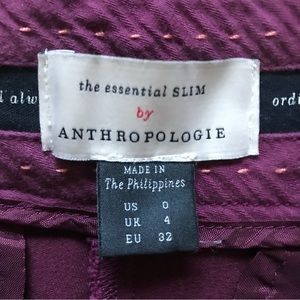 the essential SLIM
by
ANTHROPOLOGIE
MADE IN
The Philippines
US 0
UK 4
EU 32